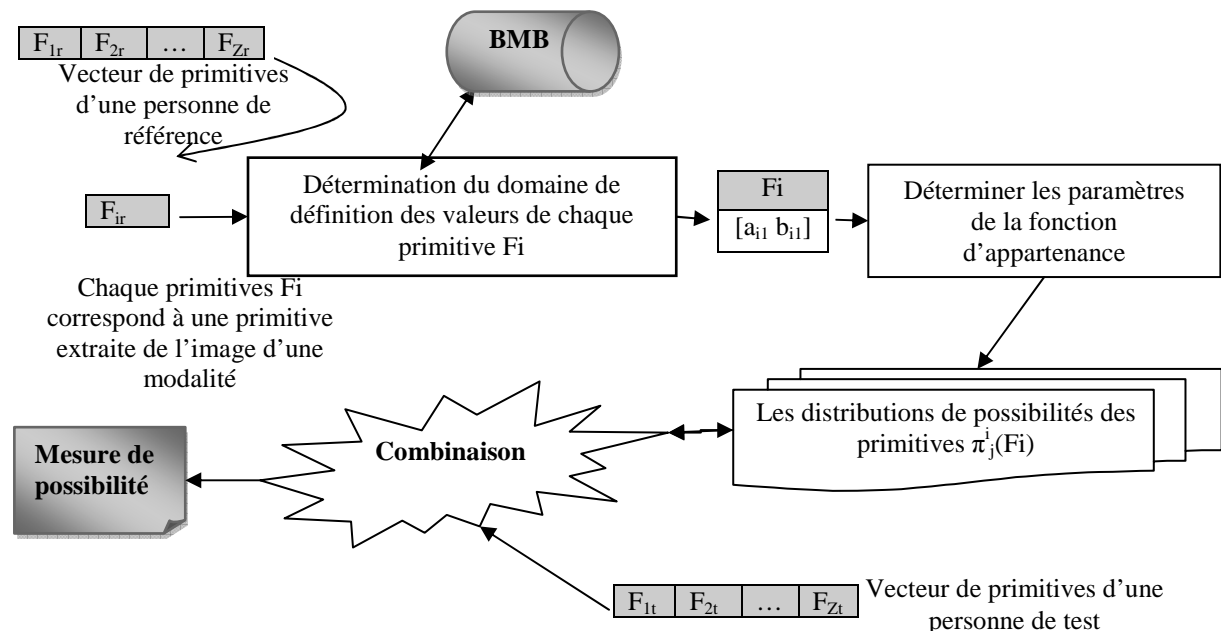 F1r F2r … FZr
Vecteur de primitives
d'une personne de
référence
BMB
Fir
Détermination du domaine de
définition des valeurs de chaque
primitive Fi
Fi
[ai1 bi1]
Déterminer les paramètres
de la fonction
d'appartenance
Chaque primitives Fi
correspond à une primitive
extraite de l'image d'une
modalité
Les distributions de possibilités des
primitives πij(Fi)
Combinaison
Mesure de
possibilité
F1t F2t … FZt
Vecteur de primitives d'une
personne de test